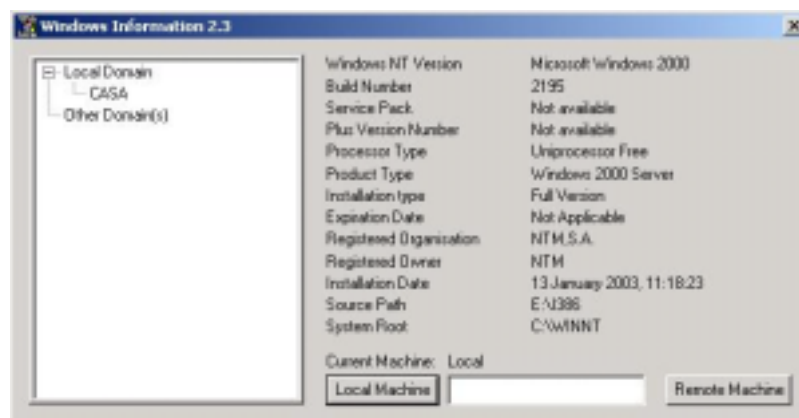 Windows Information 2.3
Local Domain
CASA
Other Domain(s)
Windows NT Version Microsoft Windows 2000
Build Number 2195
Service Pack Not available
Plus Version Number Not available
Processor Type Uniprocessor Free
Product Type Windows 2000 Server
Installation type Full Version
Expiration Date Not Applicable
Registered Organisation NTM,S.A.
Registered Owner NTM
Installation Date 13 January 2003, 11:18:23
Source Path E:\I386
System Root C:\WINNT
Current Machine: Local
Local Machine Remote Machine